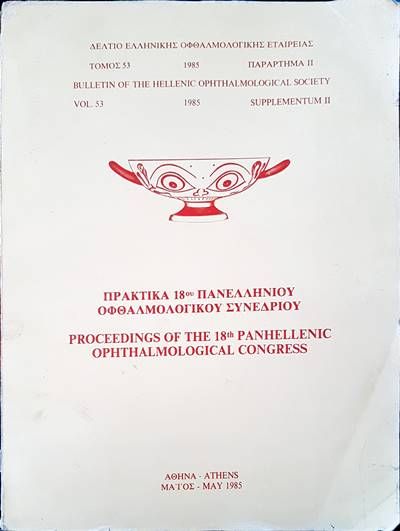 ΔΕΛΤΙΟ ΕΛΛΗΝΙΚΗΣ ΟΦΘΑΛΜΟΛΟΓΙΚΗΣ ΕΤΑΙΡΕΙΑΣ
ΤΟΜΟΣ 53 1985 ΠΑΡΑΡΤΗΜΑ ΙΙ
BULLETIN OF THE HELLENIC OPHTHALMOLOGICAL SOCIETY
VOL. 53 1985 SUPPLEMENTUM II
ΠΡΑΚΤΙΚΑ 18ου ΠΑΝΕΛΛΗΝΙΟΥ
ΟΦΘΑΛΜΟΛΟΓΙΚΟΥ ΣΥΝΕΔΡΙΟΥ
PROCEEDINGS OF THE 18th PANHELLENIC
OPHTHALMOLOGICAL CONGRESS
ΑΘΗΝΑ - ATHENS
ΜΑΪΟΣ - MAY 1985